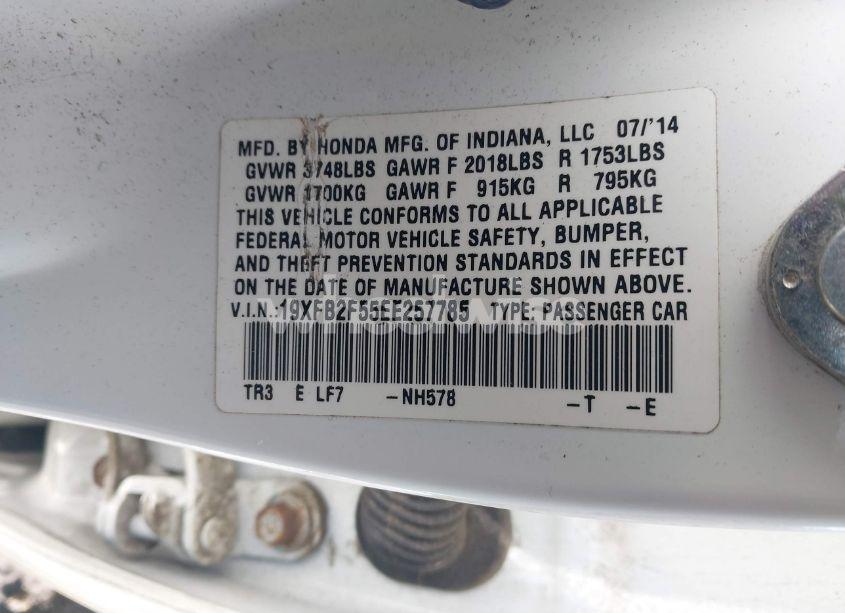 MFD. BY HONDA MFG. OF INDIANA, LLC 07/'14
GVWR 3748LBS GAWR F 2018LBS R 1753LBS
GVWR 1700KG GAWR F 915KG R 795KG
THIS VEHICLE CONFORMS TO ALL APPLICABLE
FEDERAL MOTOR VEHICLE SAFETY, BUMPER,
AND THEFT PREVENTION STANDARDS IN EFFECT
ON THE DATE OF MANUFACTURE SHOWN ABOVE.
V.I.N.:19XFB2F55EE257785 TYPE: PASSENGER CAR
TR3 E LF7 -NH578 -T -E